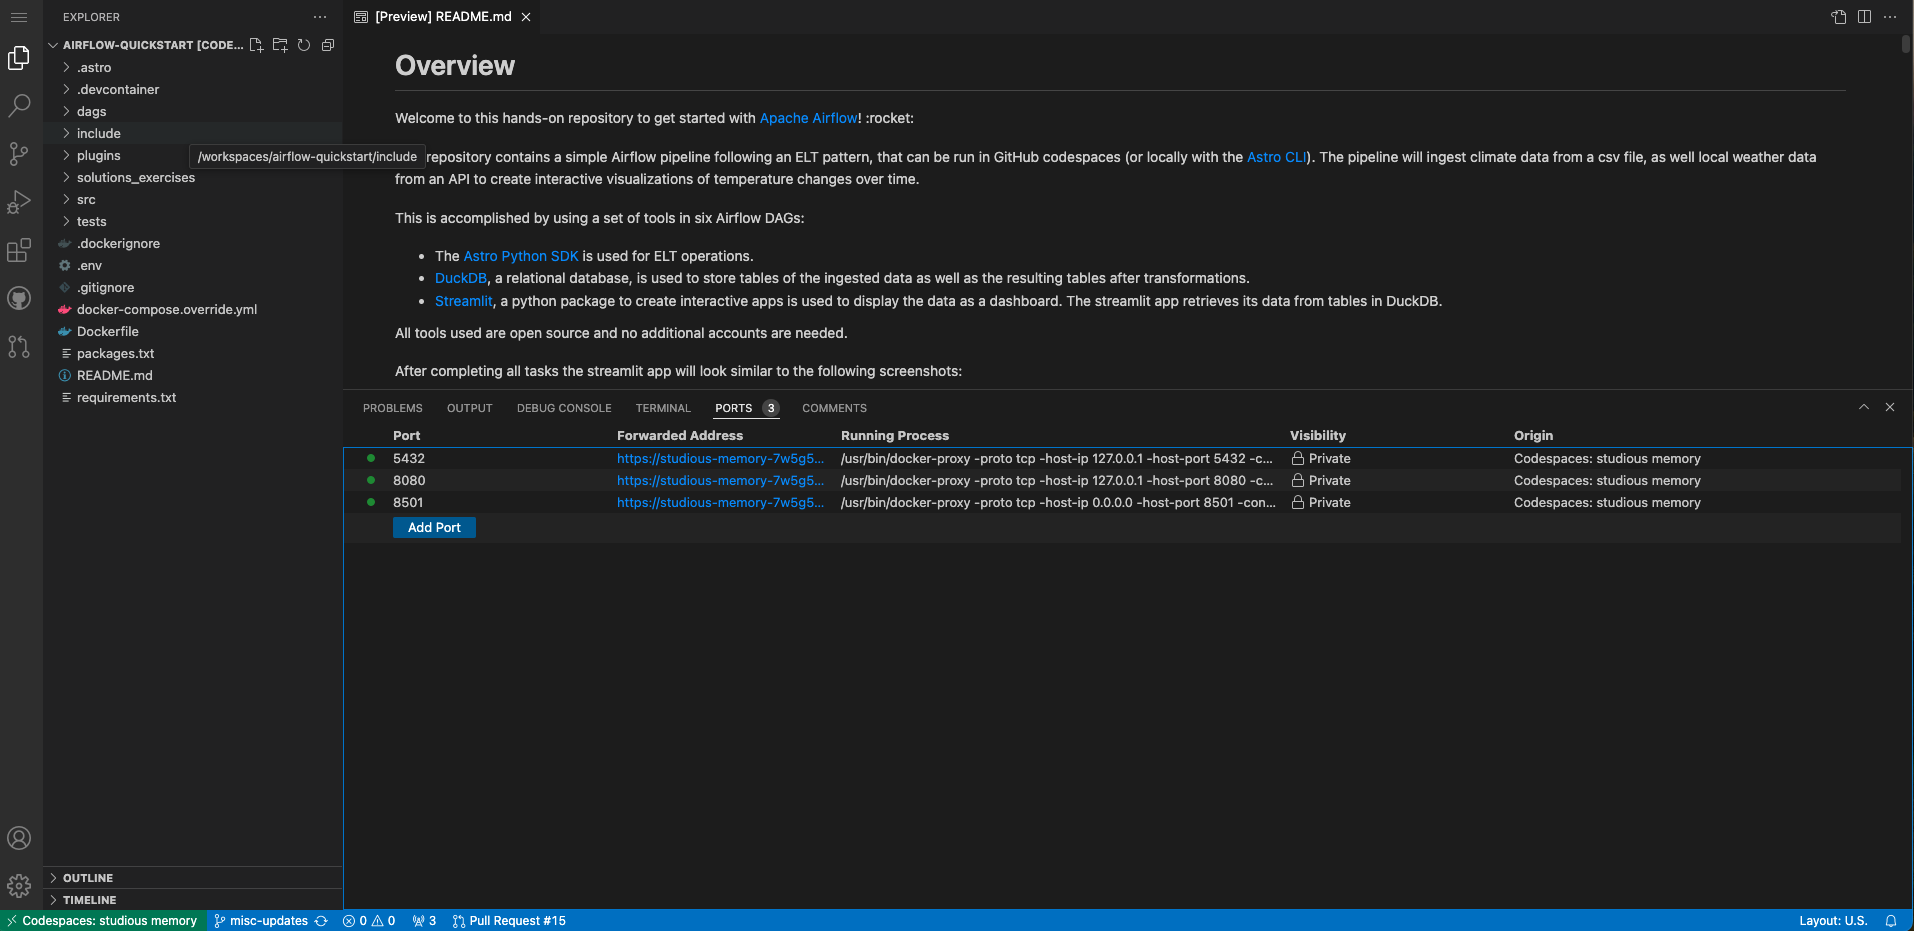 EXPLORER
AIRFLOW-QUICKSTART [CODE...
.astro
.devcontainer
dags
include
plugins
/workspaces/airflow-quickstart/include
solutions_exercises
src
tests
.dockerignore
.env
.gitignore
docker-compose.override.yml
Dockerfile
packages.txt
README.md
requirements.txt
OUTLINE
TIMELINE
[Preview] README.md
Overview
Welcome to this hands-on repository to get started with Apache Airflow! :rocket:
repository contains a simple Airflow pipeline following an ELT pattern, that can be run in GitHub codespaces (or locally with the Astro CLI). The pipeline will ingest climate data from a csv file, as well local weather data
from an API to create interactive visualizations of temperature changes over time.
This is accomplished by using a set of tools in six Airflow DAGs:
• The Astro Python SDK is used for ELT operations.
• DuckDB, a relational database, is used to store tables of the ingested data as well as the resulting tables after transformations.
• Streamlit, a python package to create interactive apps is used to display the data as a dashboard. The streamlit app retrieves its data from tables in DuckDB.
All tools used are open source and no additional accounts are needed.
After completing all tasks the streamlit app will look similar to the following screenshots:
PROBLEMS OUTPUT DEBUG CONSOLE TERMINAL PORTS 3 COMMENTS
Port Forwarded Address Running Process Visibility Origin
5432 https://studious-memory-7w5g5... /usr/bin/docker-proxy -proto tcp -host-ip 127.0.0.1 -host-port 5432 -c... Private Codespaces: studious memory
8080 https://studious-memory-7w5g5... /usr/bin/docker-proxy -proto tcp -host-ip 127.0.0.1 -host-port 8080 -c... Private Codespaces: studious memory
8501 https://studious-memory-7w5g5... /usr/bin/docker-proxy -proto tcp -host-ip 0.0.0.0 -host-port 8501 -con... Private Codespaces: studious memory
Add Port
Codespaces: studious memory misc-updates 0 0 3 Pull Request #15 Layout: U.S.